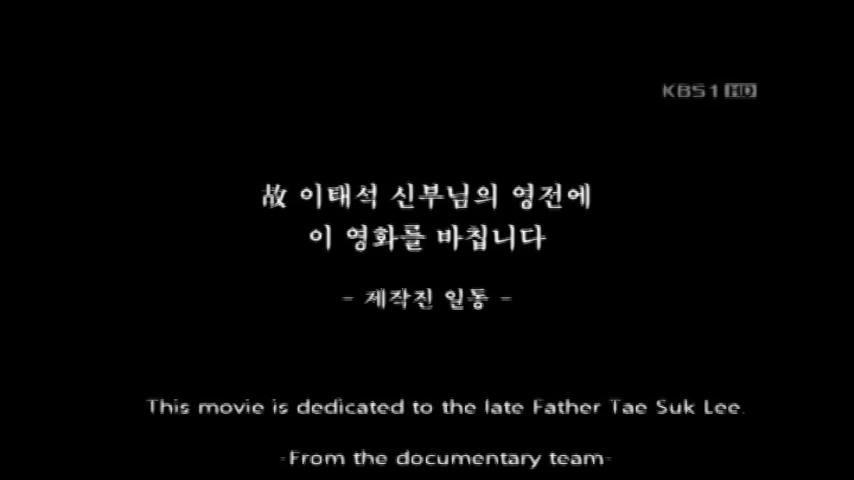 KBS1 HD
故 이태석 신부님의 영전에
이 영화를 바칩니다
- 제작진 일동 -
This movie is dedicated to the late Father Tae Suk Lee.
-From the documentary team-